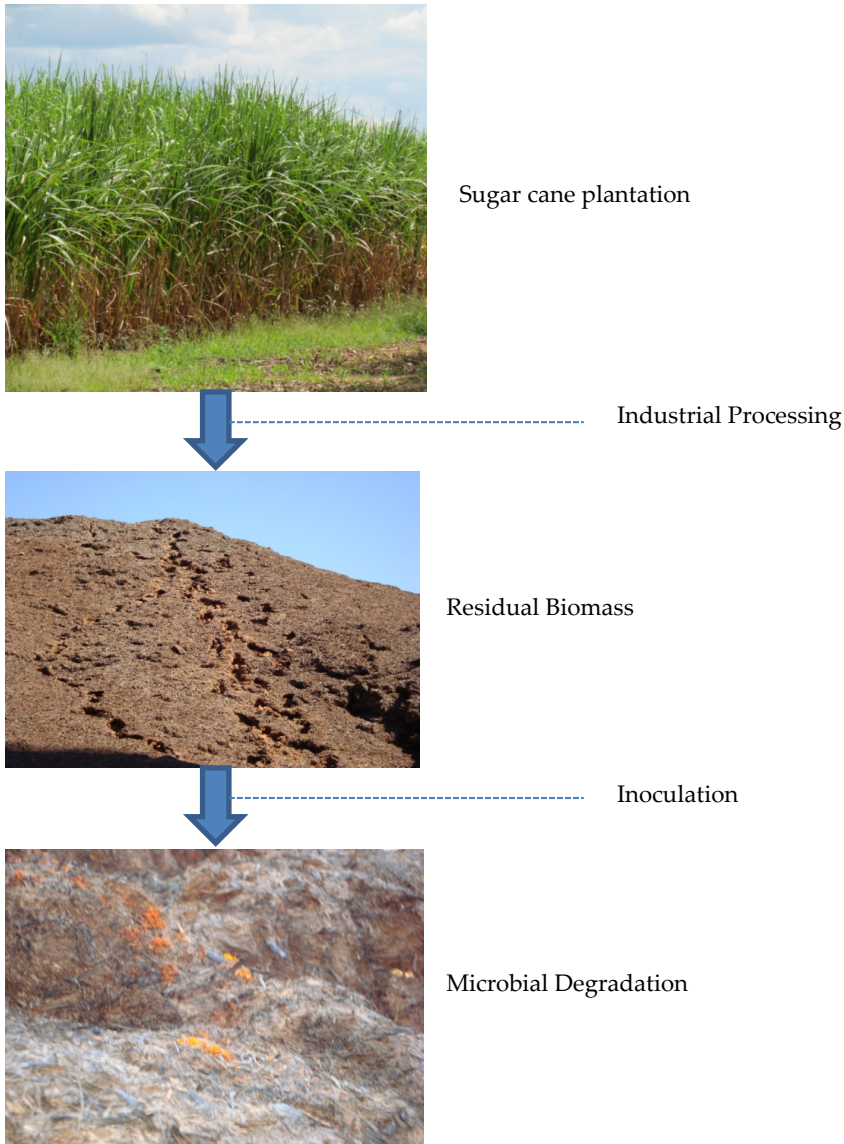 Sugar cane plantation
Industrial Processing
Residual Biomass
Inoculation
Microbial Degradation